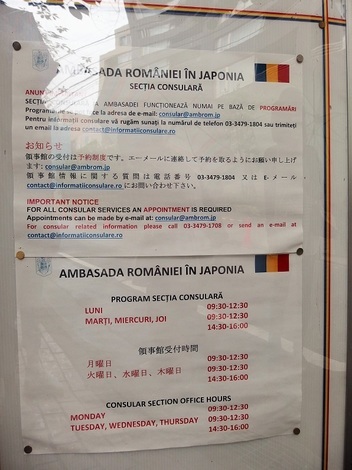 AMBASADA ROMÂNIEI ÎN JAPONIA
SECȚIA CONSULARĂ
AMBASADEI FUNCȚIONEAZĂ NUMAI PE BAZĂ DE PROGRAMĂRI
se poate face la adresa de e-mail: consular@ambrom.jp
Pentru informații consulare vă rugăm sunați la numărul de telefon 03-3479-1804 sau trimiteți
un email la adresa contact@informatiiconsulare.ro
お知らせ
領事館の受付は予約制度です。エーメールに連絡して予約を取るようにお願い申し上げ
ます: consular@ambrom.jp
領事館情報に関する質問は電話番号 03-3479-1804 又は E-メール
contact@informatiiconsulare.ro にお問い合わせ下さい。
IMPORTANT NOTICE
FOR ALL CONSULAR SERVICES AN APPOINTMENT IS REQUIRED
Appointments can be made by e-mail at: consular@ambrom.jp
For consular related information please call 03-3479-1708 or send an e-mail at
contact@informatiiconsulare.ro
AMBASADA ROMÂNIEI ÎN JAPONIA
PROGRAM SECȚIA CONSULARĂ
LUNI 09:30-12:30
MARȚI, MIERCURI, JOI 09:30-12:30
14:30-16:00
領事館受付時間
月曜日 09:30-12:30
火曜日、水曜日、木曜日 09:30-12:30
14:30-16:00
CONSULAR SECTION OFFICE HOURS
MONDAY 09:30-12:30
TUESDAY, WEDNESDAY, THURSDAY 09:30-12:30
14:30-16:00